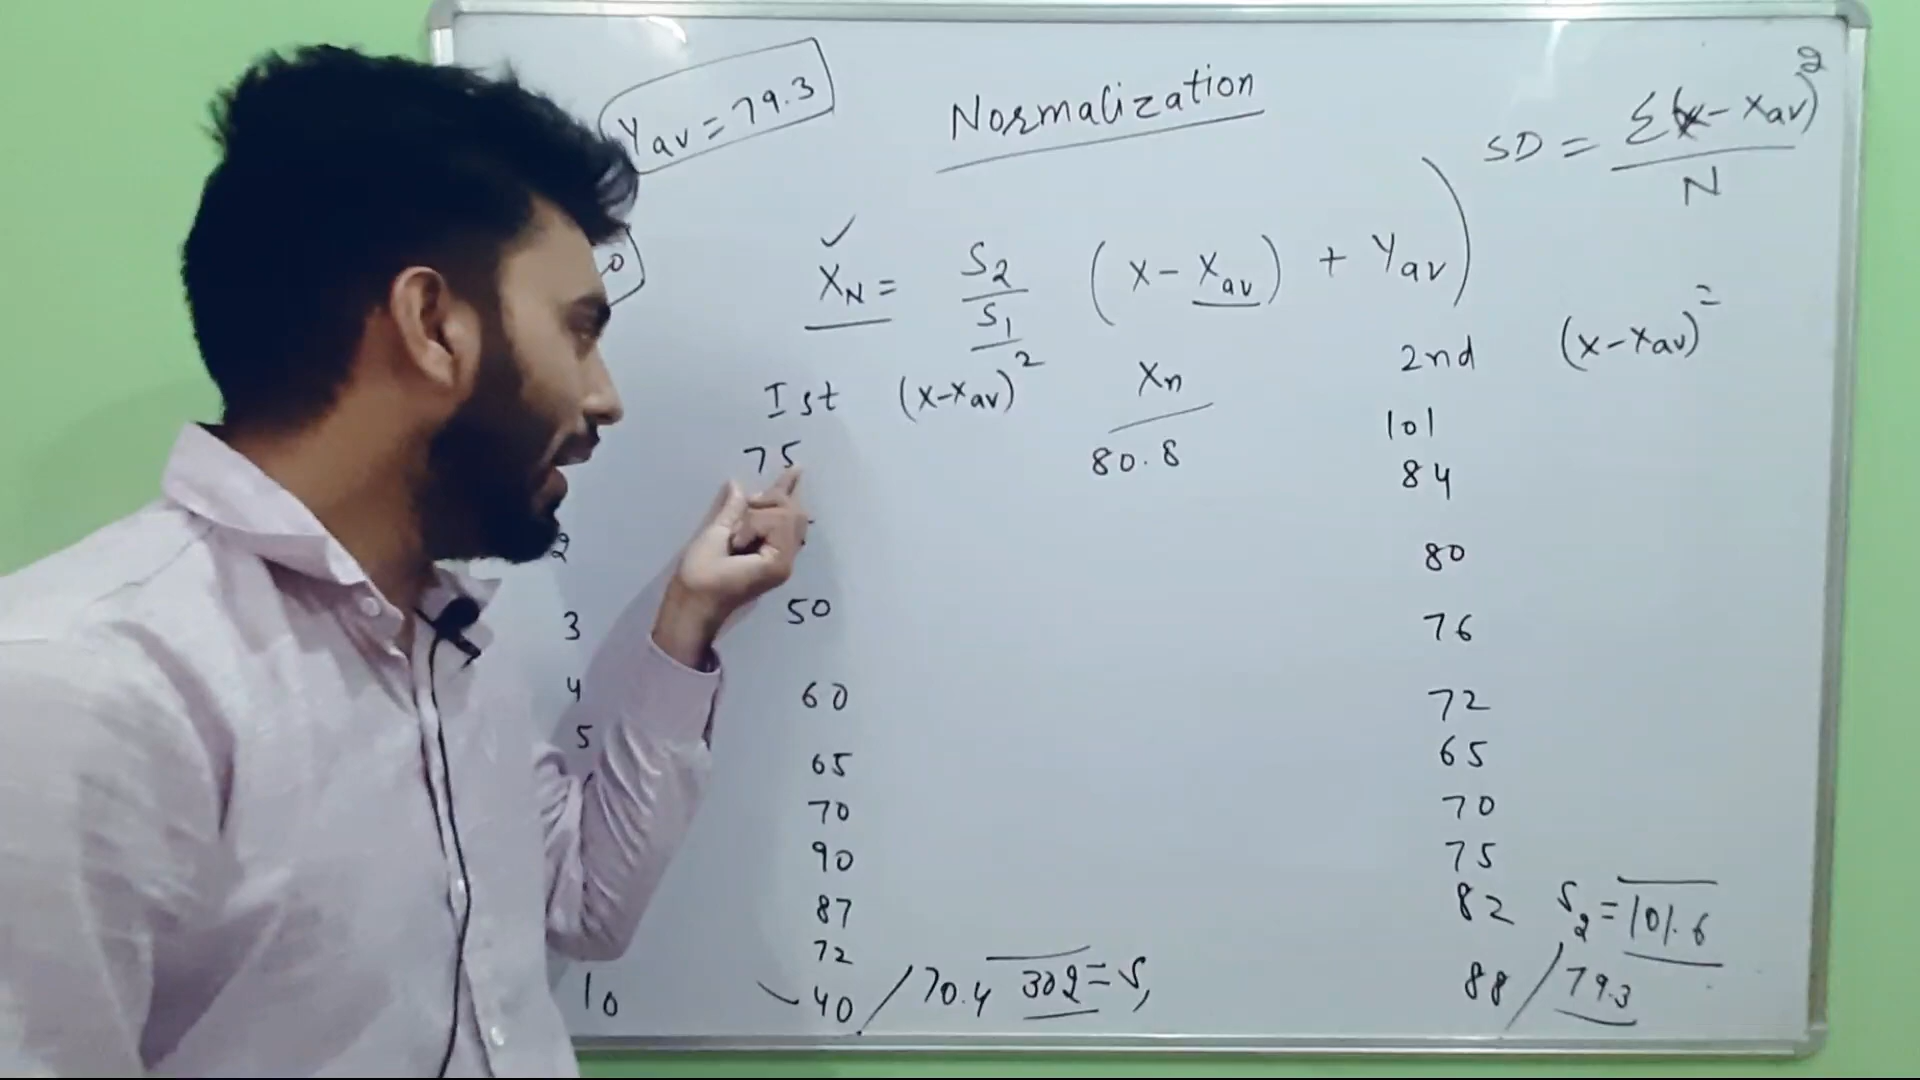 Yav = 79.3
Normalization
SD = Σ(x - xav)² / N
XN = S2/S1 (x - xav) + Yav)
Ist (x-xav)² Xn 2nd (x-xav)²
75 80.8 101
84
2 80
3 50 76
4 60 72
5 65 65
70 70
90 75
87 82 S2 = 101.6
72
10 40 / 70.4 302 = S1 88 / 79.3